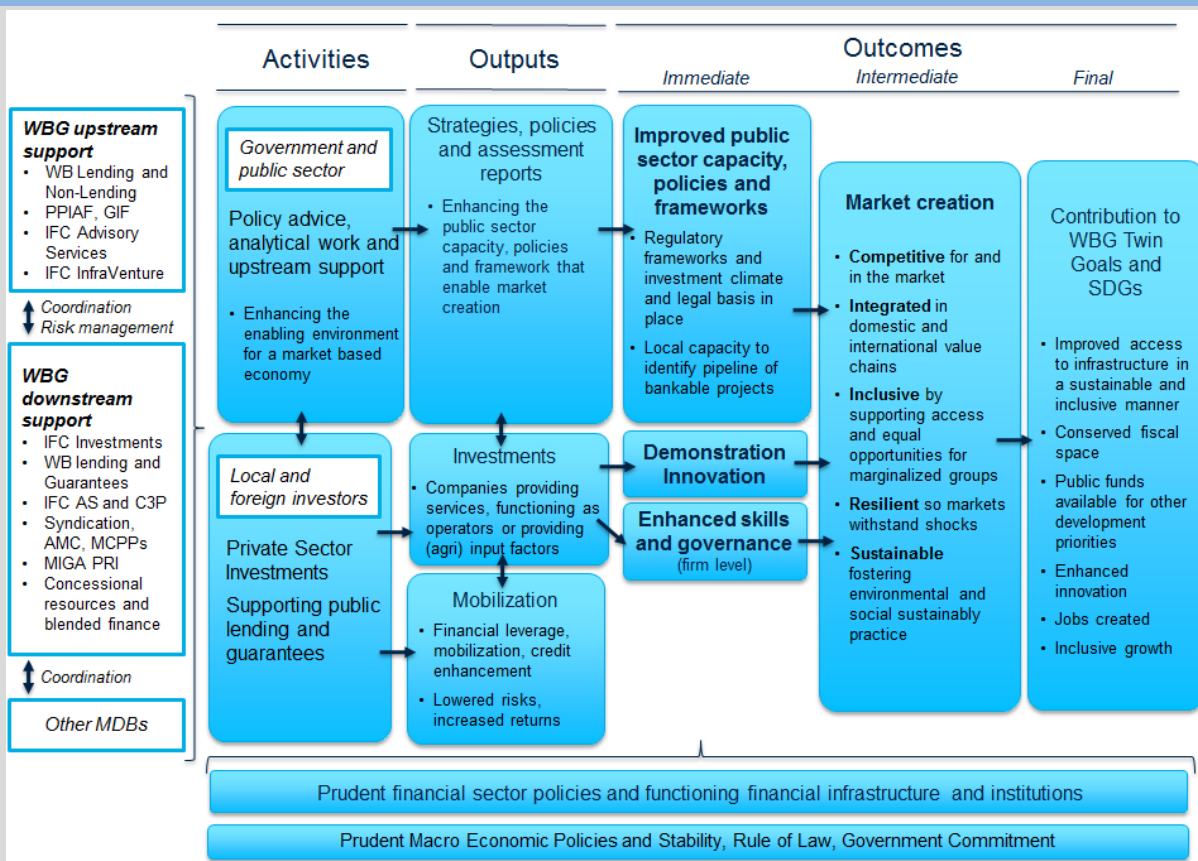 Activities
Outputs
Outcomes
Immediate
Intermediate
Final
WBG upstream
support
• WB Lending and
Non-Lending
• PPIAF, GIF
• IFC Advisory
Services
• IFC InfraVenture
Coordination
Risk management
WBG
downstream
support
• IFC Investments
• WB lending and
Guarantees
• IFC AS and C3P
• Syndication,
AMC, MCPPs
• MIGA PRI
• Concessional
resources and
blended finance
Coordination
Other MDBs
Government and
public sector
Policy advice,
analytical work and
upstream support
• Enhancing the
enabling environment
for a market based
economy
Local and
foreign investors
Private Sector
Investments
Supporting public
lending and
guarantees
Strategies, policies
and assessment
reports
• Enhancing the
public sector
capacity, policies
and framework that
enable market
creation
Investments
• Companies providing
services, functioning as
operators or providing
(agri) input factors
Mobilization
• Financial leverage,
mobilization, credit
enhancement
• Lowered risks,
increased returns
Improved public
sector capacity,
policies and
frameworks
• Regulatory
frameworks and
investment climate
and legal basis in
place
• Local capacity to
identify pipeline of
bankable projects
Demonstration
Innovation
Enhanced skills
and governance
(firm level)
Market creation
• Competitive for and
in the market
• Integrated in
domestic and
international value
chains
• Inclusive by
supporting access
and equal
opportunities for
marginalized groups
• Resilient so markets
withstand shocks
• Sustainable
fostering
environmental and
social sustainably
practice
Contribution to
WBG Twin
Goals and
SDGs
• Improved access
to infrastructure in
a sustainable and
inclusive manner
• Conserved fiscal
space
• Public funds
available for other
development
priorities
• Enhanced
innovation
• Jobs created
• Inclusive growth
Prudent financial sector policies and functioning financial infrastructure and institutions
Prudent Macro Economic Policies and Stability, Rule of Law, Government Commitment